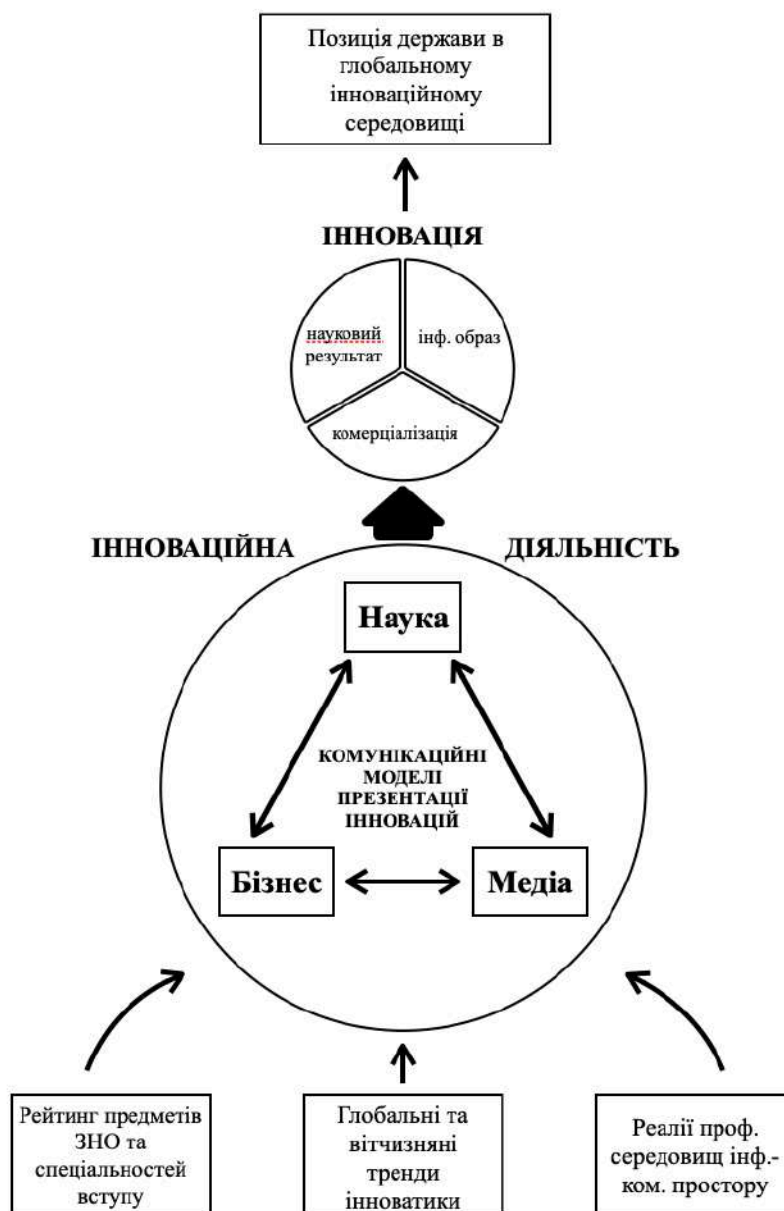 Позиція держави в
глобальному
інноваційному
середовищі
ІННОВАЦІЯ
науковий
результат
інф. образ
комерціалізація
ІННОВАЦІЙНА
ДІЯЛЬНІСТЬ
Наука
КОМУНІКАЦІЙНІ
МОДЕЛІ
ПРЕЗЕНТАЦІЇ
ІННОВАЦІЙ
Бізнес
Медіа
Рейтинг предметів
ЗНО та
спеціальностей
вступу
Глобальні та
вітчизняні
тренди
інноватики
Реалії проф.
середовищ інф.-
ком. простору